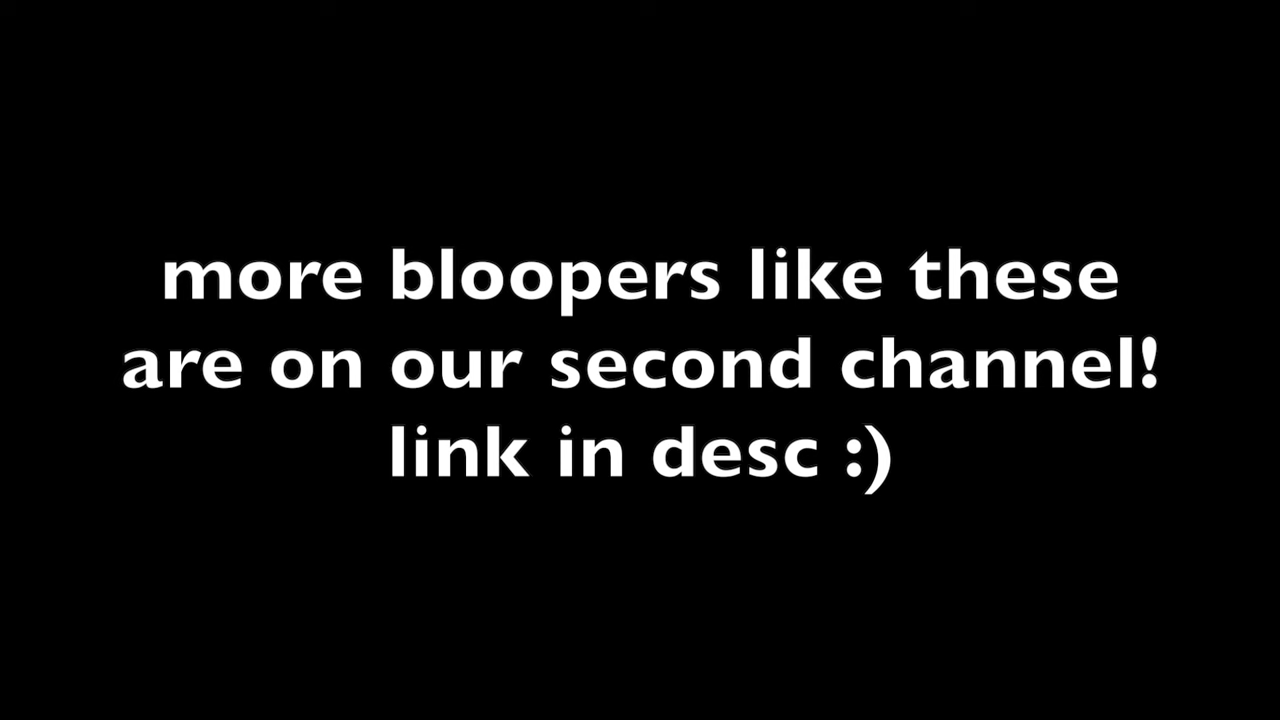 more bloopers like these
are on our second channel!
link in desc :)